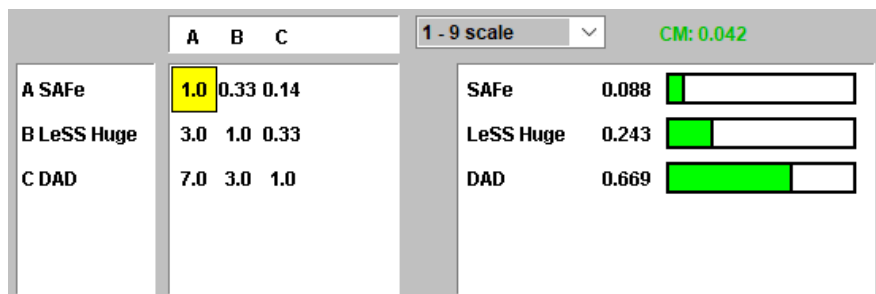 A B C
1 - 9 scale
CM: 0.042
A SAFe 1.0 0.33 0.14
B LeSS Huge 3.0 1.0 0.33
C DAD 7.0 3.0 1.0
SAFe 0.088
LeSS Huge 0.243
DAD 0.669